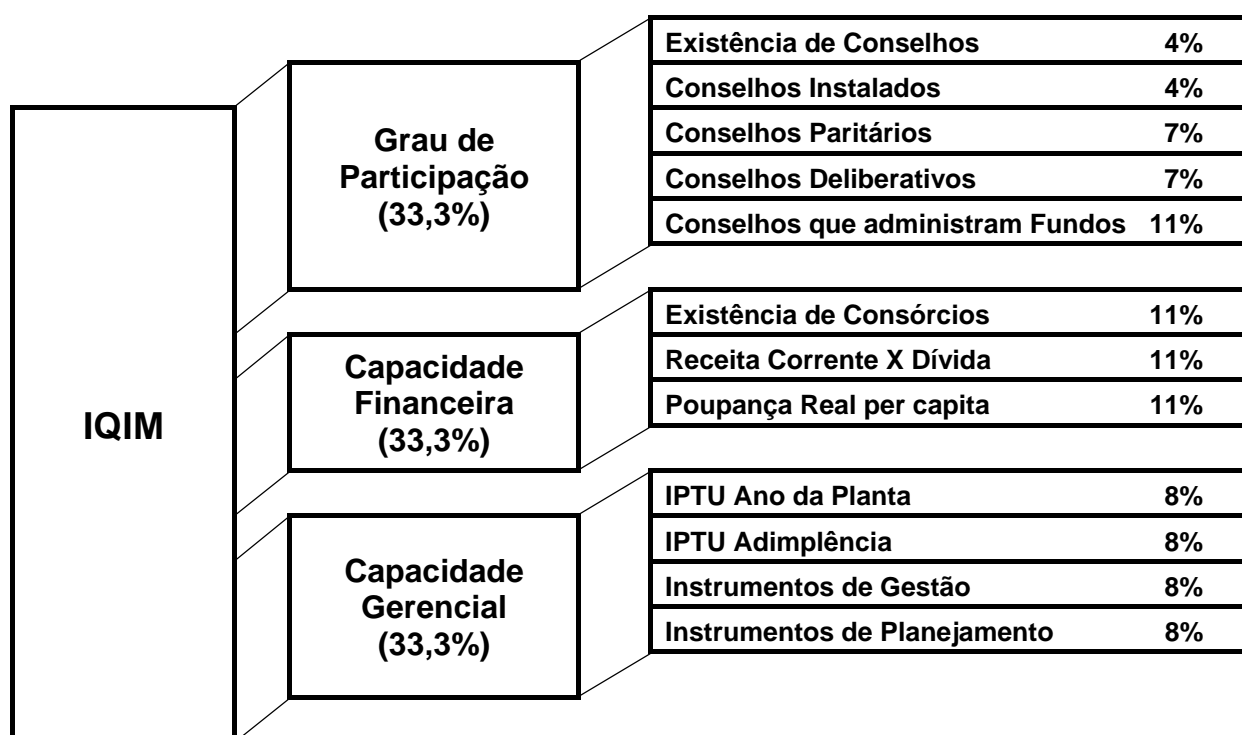 IQIM
Grau de
Participação
(33,3%)
Existência de Conselhos 4%
Conselhos Instalados 4%
Conselhos Paritários 7%
Conselhos Deliberativos 7%
Conselhos que administram Fundos 11%
Capacidade
Financeira
(33,3%)
Existência de Consórcios 11%
Receita Corrente X Dívida 11%
Poupança Real per capita 11%
Capacidade
Gerencial
(33,3%)
IPTU Ano da Planta 8%
IPTU Adimplência 8%
Instrumentos de Gestão 8%
Instrumentos de Planejamento 8%